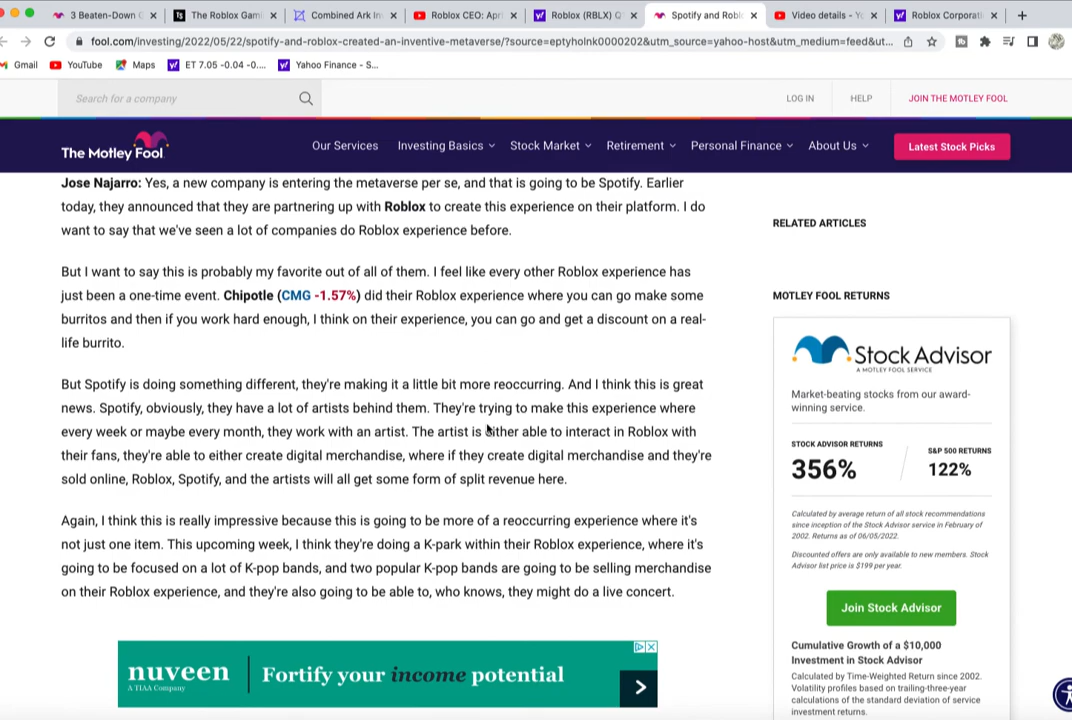 3 Beaten-Down G
The Roblox Gami
Combined Ark In
Roblox CEO: Apr
Roblox (RBLX) Q
Spotify and Roblo
Video details - Yo
Roblox Corporati
fool.com/investing/2022/05/22/spotify-and-roblox-created-an-inventive-metaverse/?source=eptyholnk0000202&utm_source=yahoo-host&utm_medium=feed&ut...
Gmail YouTube Maps ET 7.05 -0.04 -0.... Yahoo Finance - S...
Search for a company LOG IN HELP JOIN THE MOTLEY FOOL
The Motley Fool Our Services Investing Basics Stock Market Retirement Personal Finance About Us Latest Stock Picks
Jose Najarro: Yes, a new company is entering the metaverse per se, and that is going to be Spotify. Earlier
today, they announced that they are partnering up with Roblox to create this experience on their platform. I do
want to say that we've seen a lot of companies do Roblox experience before.
But I want to say this is probably my favorite out of all of them. I feel like every other Roblox experience has
just been a one-time event. Chipotle (CMG -1.57%) did their Roblox experience where you can go make some
burritos and then if you work hard enough, I think on their experience, you can go and get a discount on a real-
life burrito.
But Spotify is doing something different, they're making it a little bit more reoccurring. And I think this is great
news. Spotify, obviously, they have a lot of artists behind them. They're trying to make this experience where
every week or maybe every month, they work with an artist. The artist is either able to interact in Roblox with
their fans, they're able to either create digital merchandise, where if they create digital merchandise and they're
sold online, Roblox, Spotify, and the artists will all get some form of split revenue here.
Again, I think this is really impressive because this is going to be more of a reoccurring experience where it's
not just one item. This upcoming week, I think they're doing a K-park within their Roblox experience, where it's
going to be focused on a lot of K-pop bands, and two popular K-pop bands are going to be selling merchandise
on their Roblox experience, and they're also going to be able to, who knows, they might do a live concert.
nuveen
A TIAA Company
Fortify your income potential
RELATED ARTICLES
MOTLEY FOOL RETURNS
Stock Advisor
A MOTLEY FOOL SERVICE
Market-beating stocks from our award-
winning service.
STOCK ADVISOR RETURNS
356%
S&P 500 RETURNS
122%
Calculated by average return of all stock recommendations
since inception of the Stock Advisor service in February of
2002. Returns as of 06/05/2022.
Discounted offers are only available to new members. Stock
Advisor list price is $199 per year.
Join Stock Advisor
Cumulative Growth of a $10,000
Investment in Stock Advisor
Calculated by Time-Weighted Return since 2002.
Volatility profiles based on trailing-three-year
calculations of the standard deviation of service
investment returns.